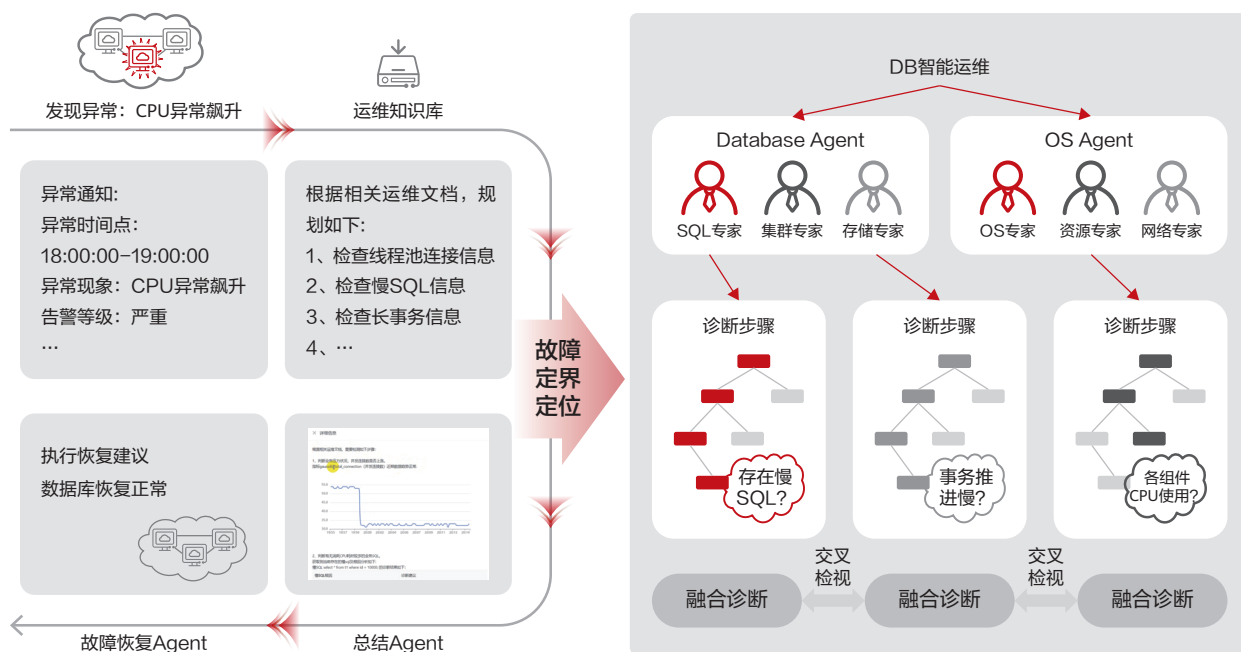 发现异常：CPU异常飙升
运维知识库
异常通知:
异常时间点：
18:00:00-19:00:00
异常现象：CPU异常飙升
告警等级：严重
…
根据相关运维文档，规
划如下:
1、检查线程池连接信息
2、检查慢SQL信息
3、检查长事务信息
4、…
故障
定界
定位
执行恢复建议
数据库恢复正常
详细信息
故障恢复Agent
总结Agent
DB智能运维
Database Agent
SQL专家
集群专家
存储专家
OS Agent
OS专家
资源专家
网络专家
诊断步骤
存在慢
SQL?
诊断步骤
事务推
进慢?
诊断步骤
各组件
CPU使用?
融合诊断
交叉
检视
融合诊断
交叉
检视
融合诊断